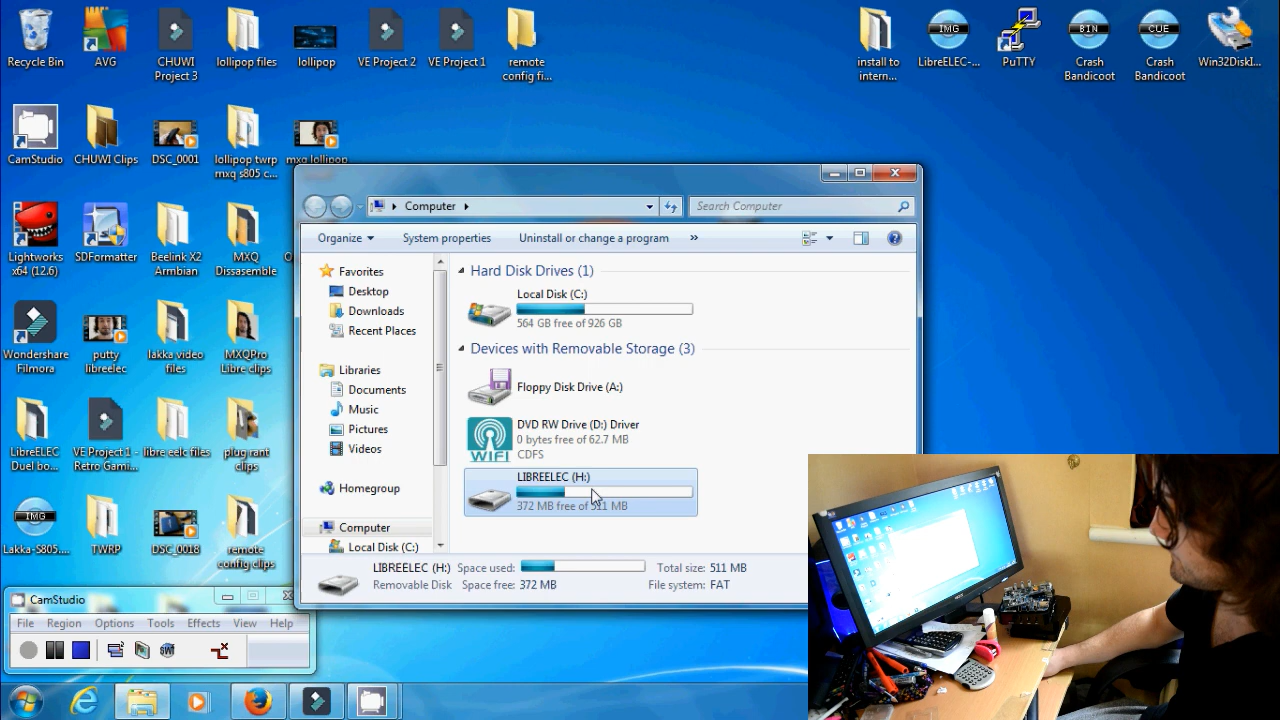 Recycle Bin
AVG
CHUWI
Project 3
lollipop files
lollipop
VE Project 2
VE Project 1
remote
config fi...
install to
intern...
IMG
LibreELEC-...
PuTTY
BIN
Crash
Bandicoot
CUE
Crash
Bandicoot
Win32DiskI...
CamStudio
CHUWI Clips
DSC_0001
lollipop twrp
mxq s805 c...
mxq lollipop
Lightworks
x64 (12.6)
SDFormatter
Beelink X2
Armbian
MXQ
Dissasemble
Wondershare
Filmora
putty
libreelec
lakka video
files
MXQPro
Libre clips
LibreELEC
Duel bo...
VE Project 1 -
Retro Gami...
libre eelc files
plug rant
clips
IMG
Lakka-S805....
TWRP
DSC_0018
remote
config clips
Computer
Search Computer
Organize
System properties
Uninstall or change a program
»
Favorites
Desktop
Downloads
Recent Places
Libraries
Documents
Music
Pictures
Videos
Homegroup
Computer
Local Disk (C:)
Hard Disk Drives (1)
Local Disk (C:)
564 GB free of 926 GB
Devices with Removable Storage (3)
Floppy Disk Drive (A:)
WIFI
DVD RW Drive (D:) Driver
0 bytes free of 62.7 MB
CDFS
LIBREELEC (H:)
372 MB free of 511 MB
LIBREELEC (H:) Space used: Total size: 511 MB
Removable Disk Space free: 372 MB File system: FAT
CamStudio
File Region Options Tools Effects View Help